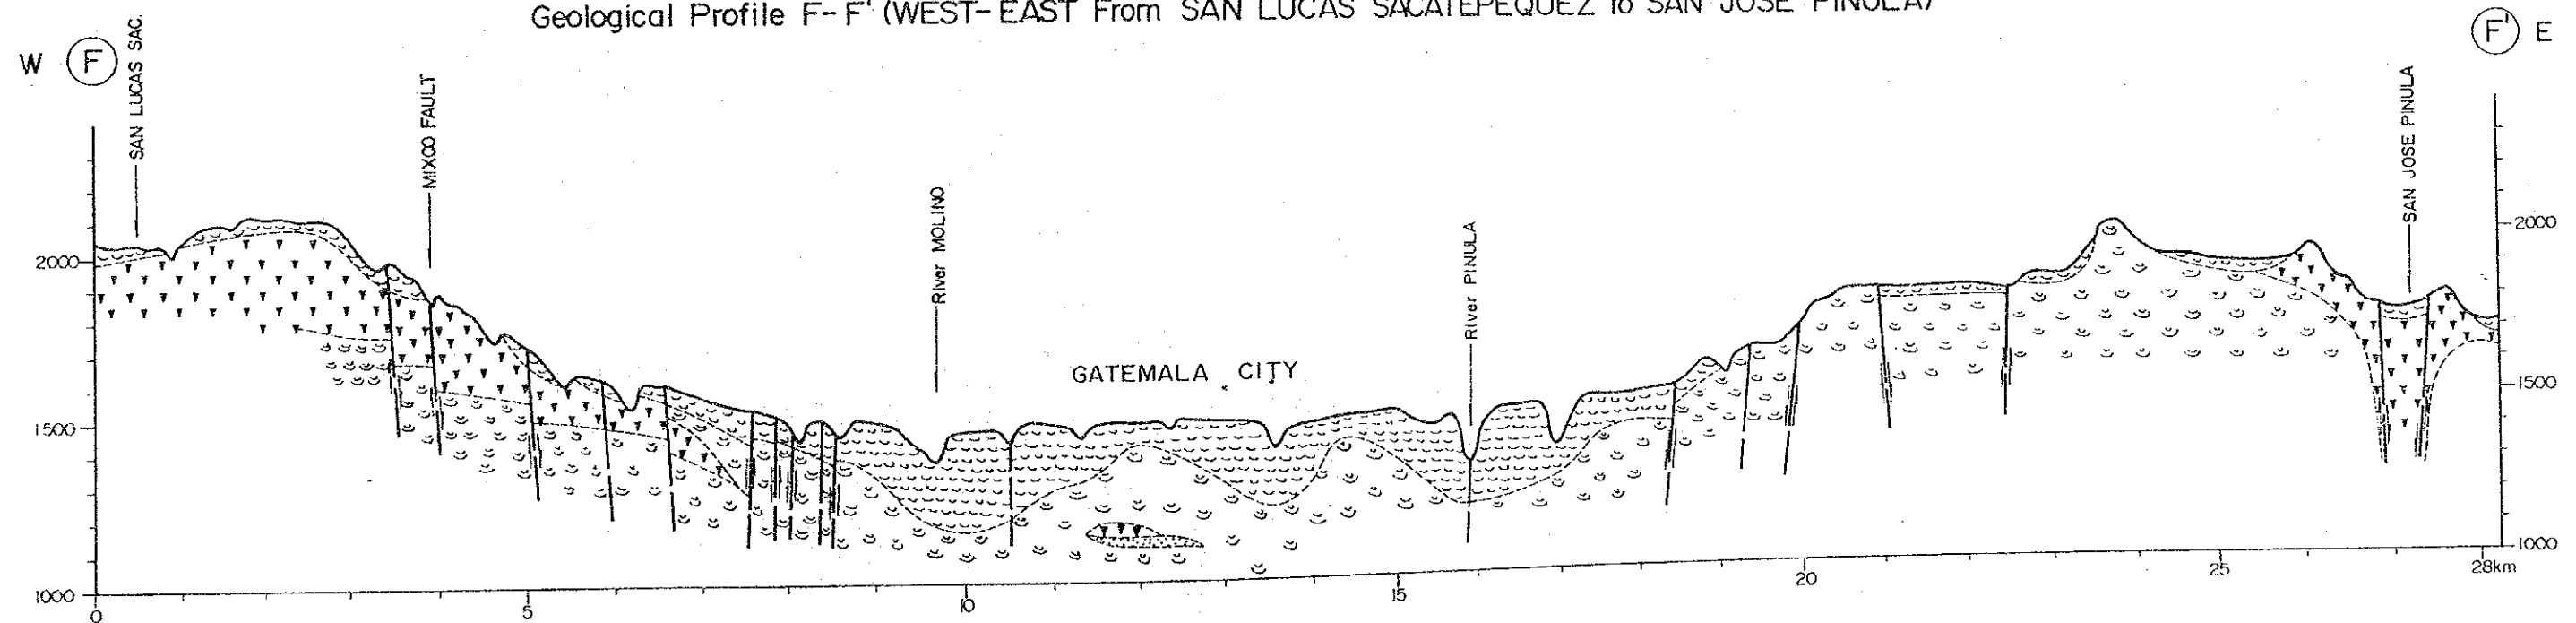 Geological Profile F-F' (WEST-EAST From SAN LUCAS SACATEPEQUEZ to SAN JOSE PINULA)
W F
SAN LUCAS SAC.
MIXCO FAULT
River MOLINO
GATEMALA CITY
River PINULA
SAN JOSE PINULA
F' E
2000
1500
1000
2000
1500
1000
0
5
10
15
20
25
28km